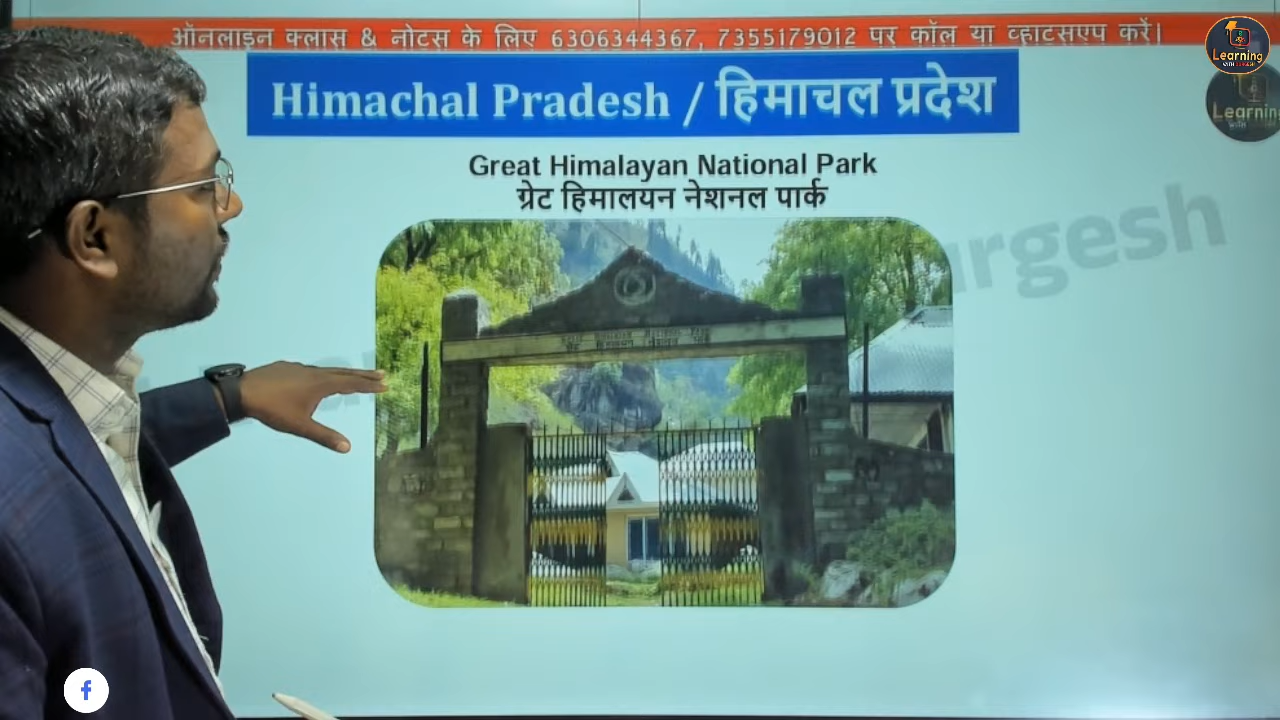 ऑनलाइन क्लास & नोटस के लिए 6306344367, 7355179012 पर कॉल या व्हाटसएप करें।
Learning
Himachal Pradesh / हिमाचल प्रदेश
Learning
Great Himalayan National Park
ग्रेट हिमालयन नेशनल पार्क